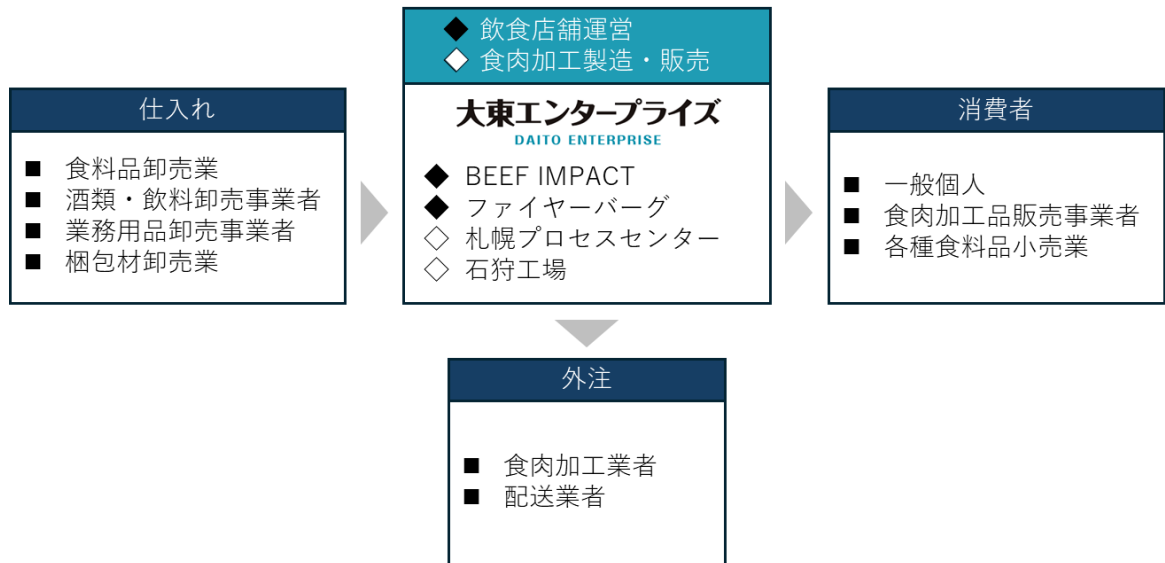 ◆ 飲食店舗運営
◇ 食肉加工製造・販売
仕入れ
■ 食料品卸売業
■ 酒類・飲料卸売事業者
■ 業務用品卸売事業者
■ 梱包材卸売業
大東エンタープライズ
DAITO ENTERPRISE
◆ BEEF IMPACT
◆ ファイヤーバーグ
◇ 札幌プロセスセンター
◇ 石狩工場
消費者
■ 一般個人
■ 食肉加工品販売事業者
■ 各種食料品小売業
外注
■ 食肉加工業者
■ 配送業者